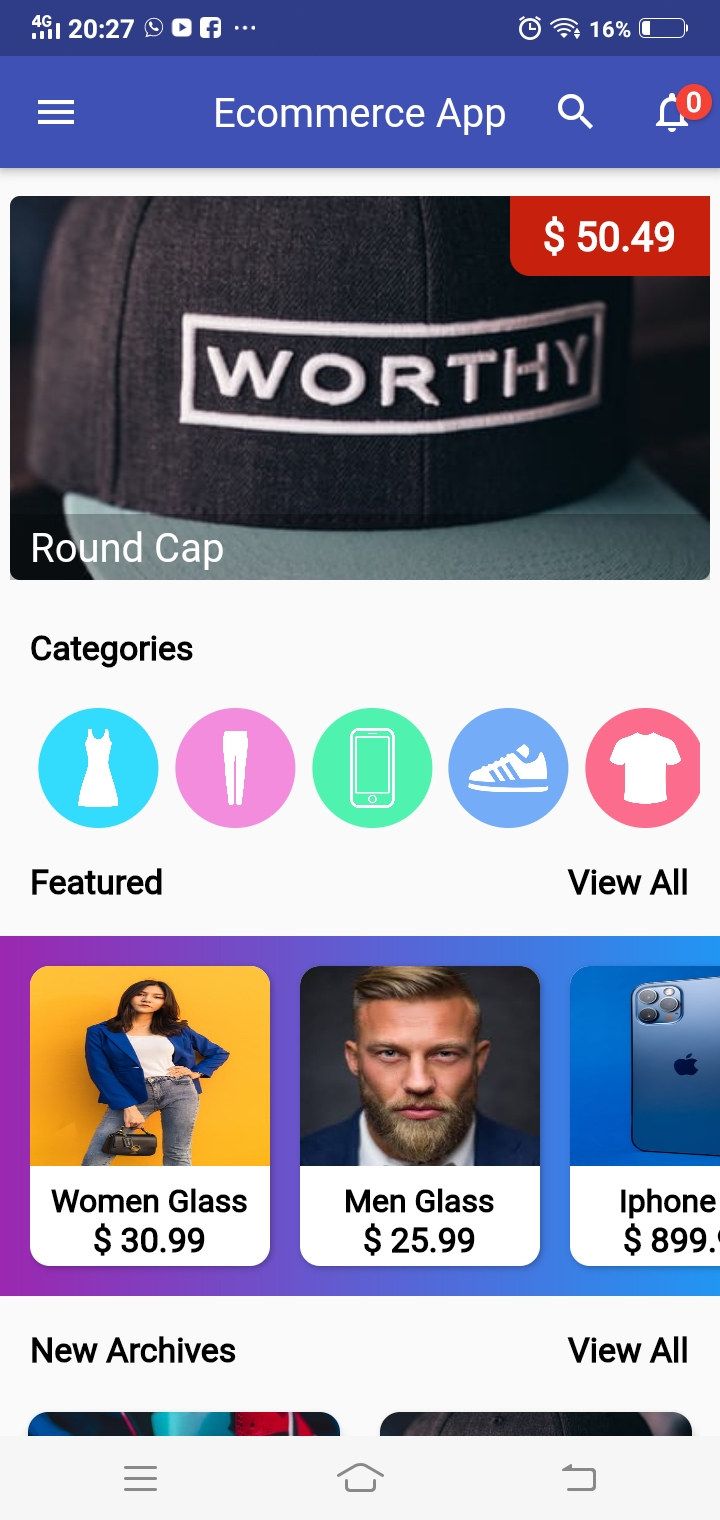 4G 20:27 ... 16%
Ecommerce App
0
$ 50.49
WORTHY
Round Cap
Categories
Featured View All
Women Glass Men Glass Iphone
$ 30.99 $ 25.99 $ 899.
New Archives View All